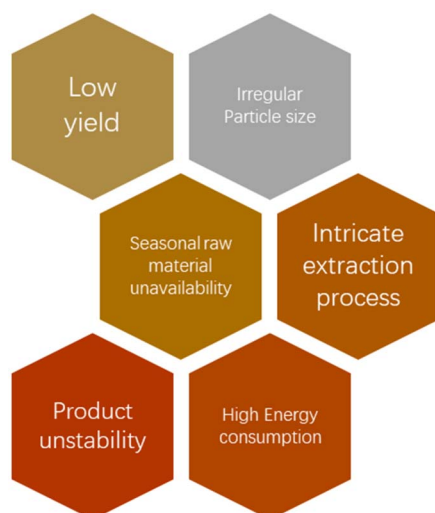 Low
yield
Irregular
Particle size
Seasonal raw
material
unavailability
Intricate
extraction
process
Product
unstability
High Energy
consumption